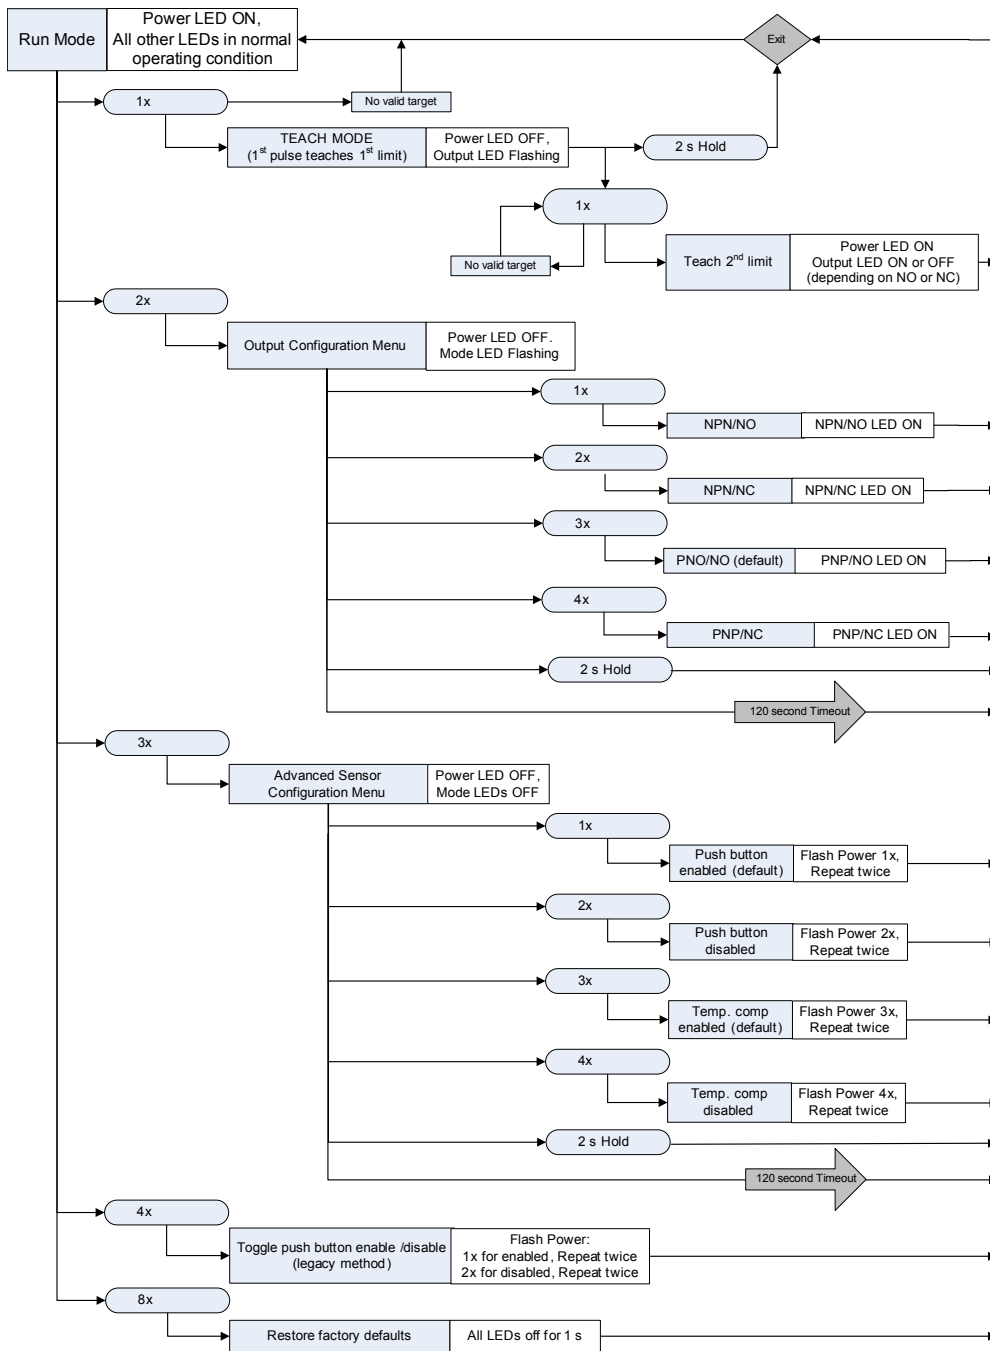 Run Mode
Power LED ON,
All other LEDs in normal
operating condition
Exit
1x
No valid target
TEACH MODE
(1st pulse teaches 1st limit)
Power LED OFF,
Output LED Flashing
2 s Hold
1x
No valid target
Teach 2nd limit
Power LED ON
Output LED ON or OFF
(depending on NO or NC)
2x
Output Configuration Menu
Power LED OFF.
Mode LED Flashing
1x
NPN/NO
NPN/NO LED ON
2x
NPN/NC
NPN/NC LED ON
3x
PNO/NO (default)
PNP/NO LED ON
4x
PNP/NC
PNP/NC LED ON
2 s Hold
120 second Timeout
3x
Advanced Sensor
Configuration Menu
Power LED OFF,
Mode LEDs OFF
1x
Push button
enabled (default)
Flash Power 1x,
Repeat twice
2x
Push button
disabled
Flash Power 2x,
Repeat twice
3x
Temp. comp
enabled (default)
Flash Power 3x,
Repeat twice
4x
Temp. comp
disabled
Flash Power 4x,
Repeat twice
2 s Hold
120 second Timeout
4x
Toggle push button enable /disable
(legacy method)
Flash Power:
1x for enabled, Repeat twice
2x for disabled, Repeat twice
8x
Restore factory defaults
All LEDs off for 1 s